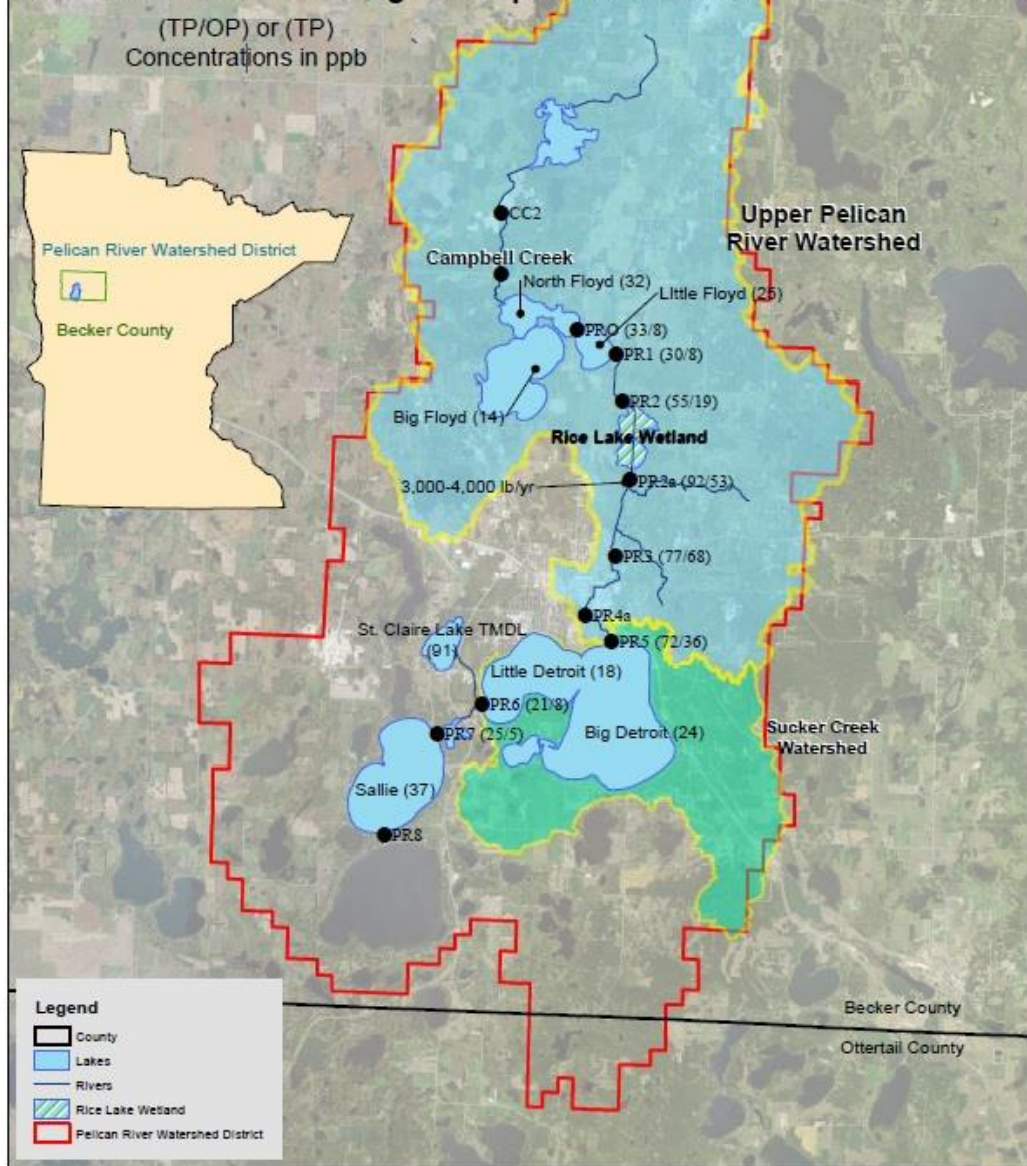 (TP/OP) or (TP)
Concentrations in ppb
Pelican River Watershed District
Becker County
Upper Pelican
River Watershed
CC2
Campbell Creek
North Floyd (32)
Little Floyd (25)
PRO (33/8)
PR1 (30/8)
PR2 (55/19)
Big Floyd (14)
Rice Lake Wetland
3,000-4,000 lb/yr
PR2a (92/53)
PR3 (77/68)
PR4a
St. Claire Lake TMDL
(91)
PR5 (72/36)
Little Detroit (18)
PR6 (21/8)
PR7 (25/5)
Big Detroit (24)
Sucker Creek
Watershed
Sallie (37)
PR8
Becker County
Ottertail County
Legend
County
Lakes
Rivers
Rice Lake Wetland
Pelican River Watershed District